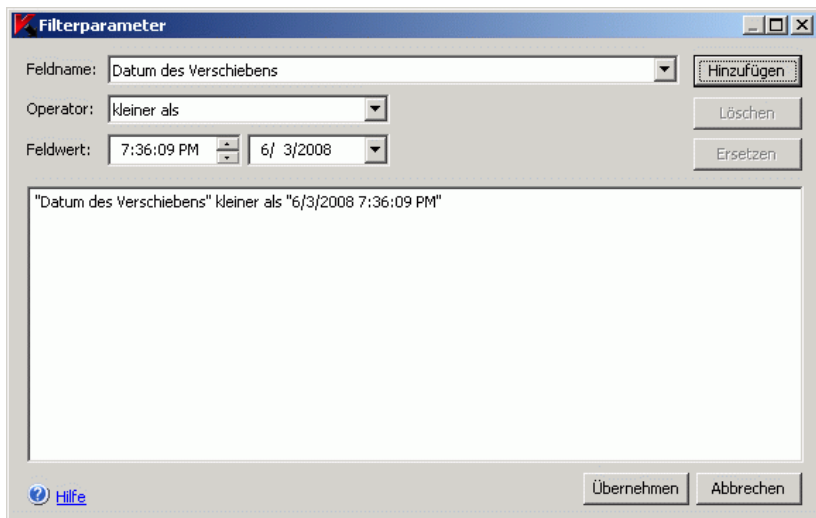 Filterparameter
Feldname: Datum des Verschiebens Hinzufügen
Operator: kleiner als Löschen
Feldwert: 7:36:09 PM 6/ 3/2008 Ersetzen
"Datum des Verschiebens" kleiner als "6/3/2008 7:36:09 PM"
Hilfe Übernehmen Abbrechen